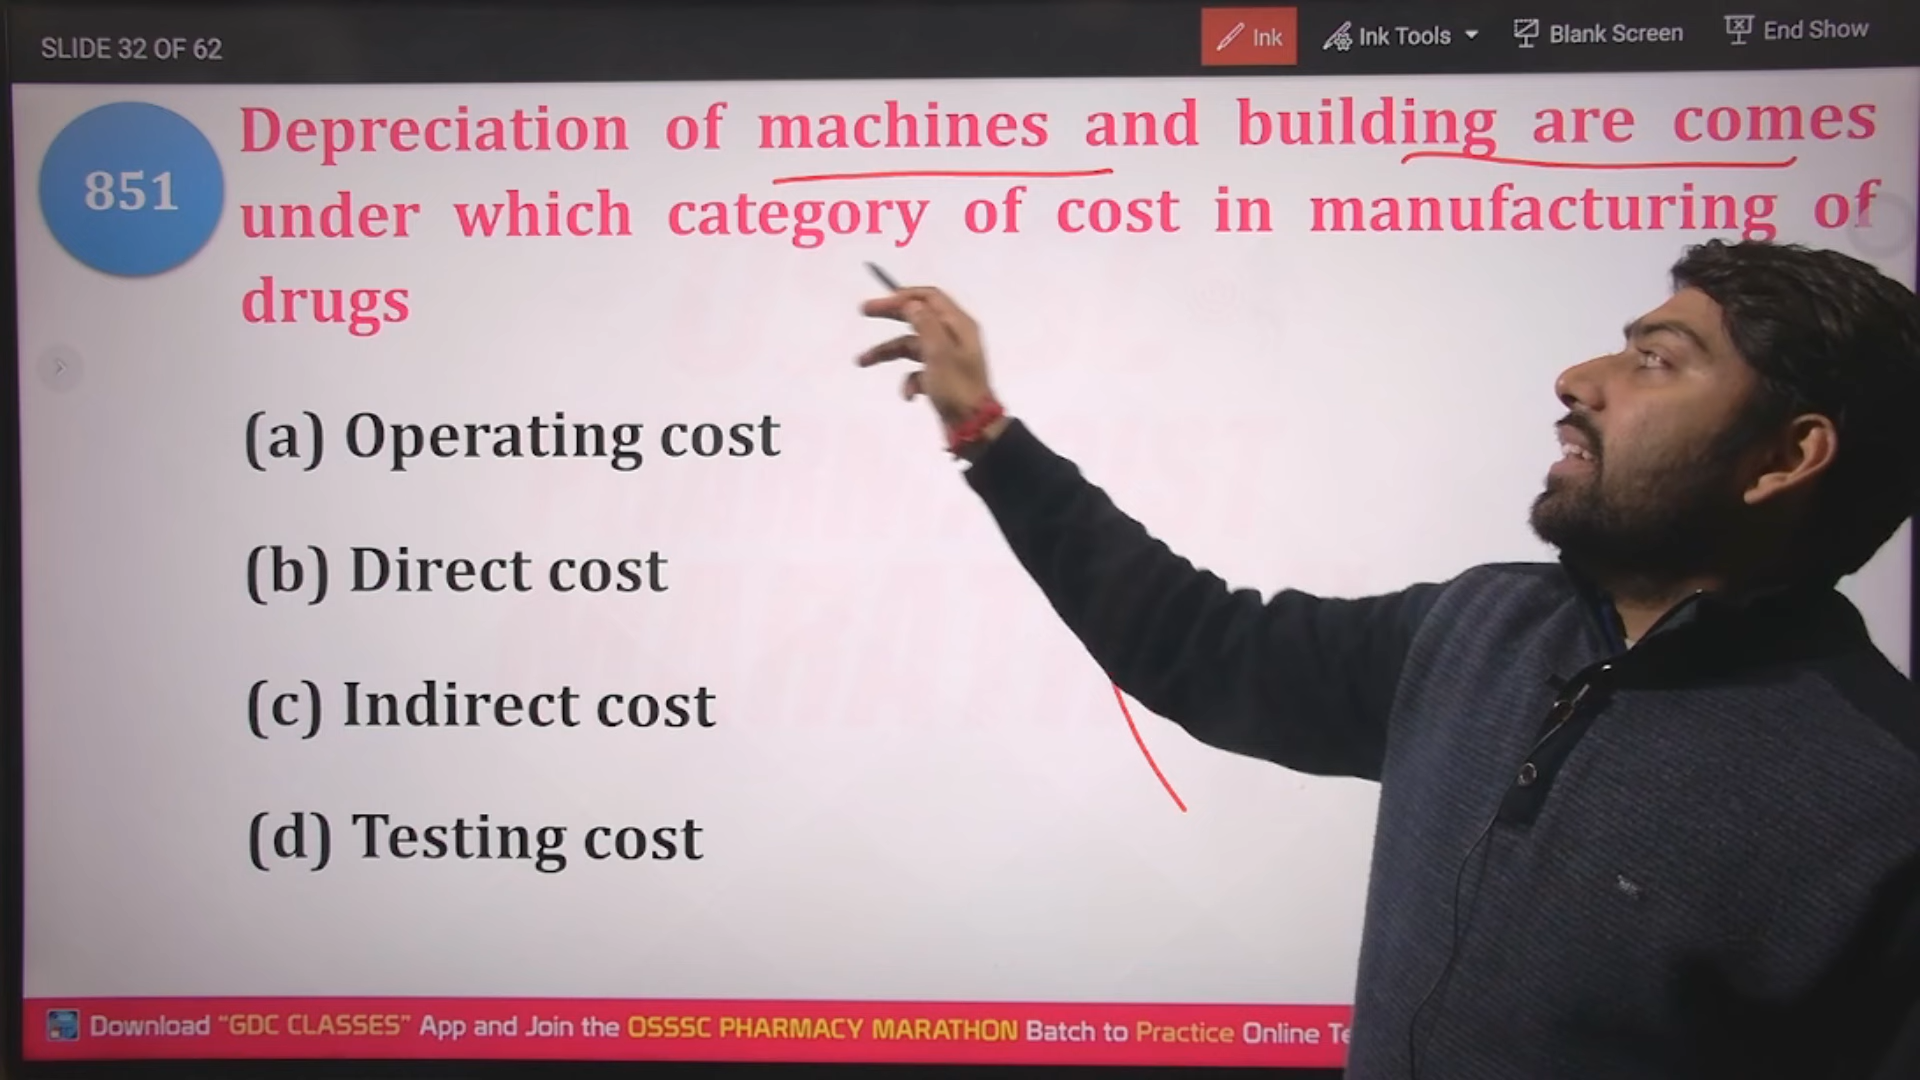 SLIDE 32 OF 62
Ink
Ink Tools
Blank Screen
End Show
851
Depreciation of machines and building are comes
under which category of cost in manufacturing of
drugs
(a) Operating cost
(b) Direct cost
(c) Indirect cost
(d) Testing cost
Download "GDC CLASSES" App and Join the OSSSC PHARMACY MARATHON Batch to Practice Online